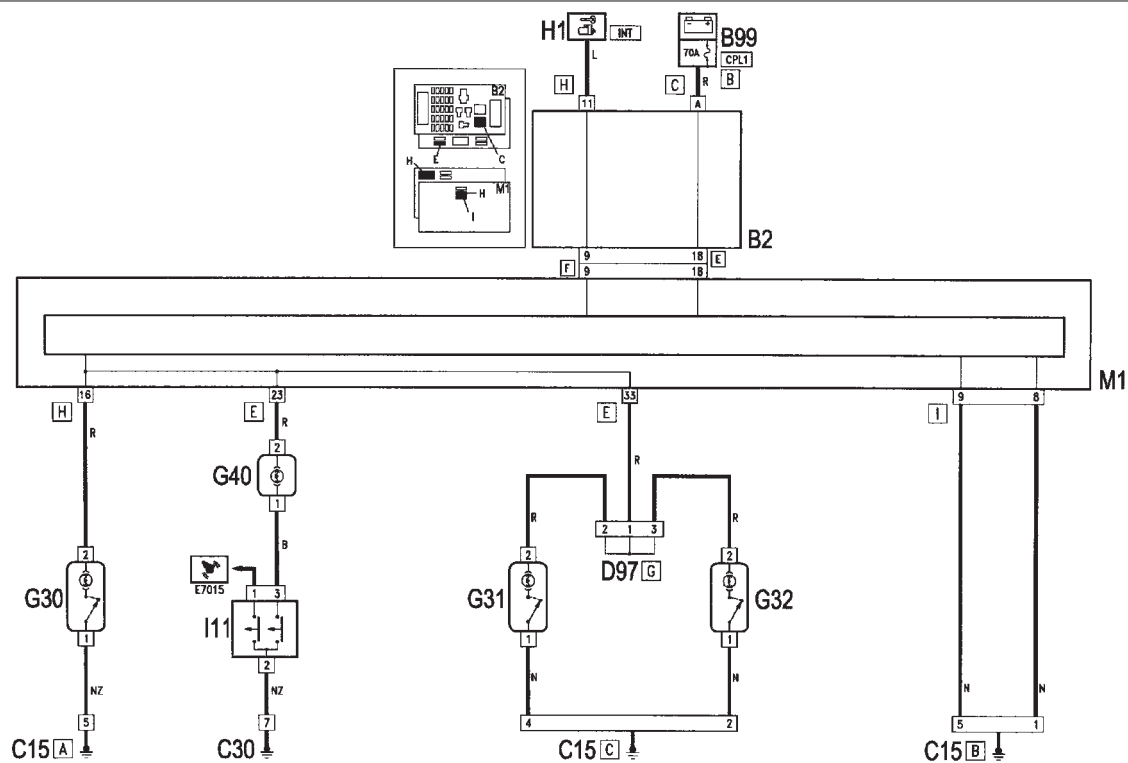 H1
INT
L
70A
B99
CPL1
H
C
R
B
11
A
B2
E
C
H
M1
H
I
B2
9
18
E
F
9
18
M1
16
23
33
9
8
H
E
E
I
R
R
R
2
G40
1
B
R
2
1
3
R
D97
G
E7015
1
3
I11
2
NZ
7
C30
2
G30
1
NZ
5
C15
A
2
G31
1
N
2
G32
1
N
4
2
C15
C
N
N
5
1
C15
B